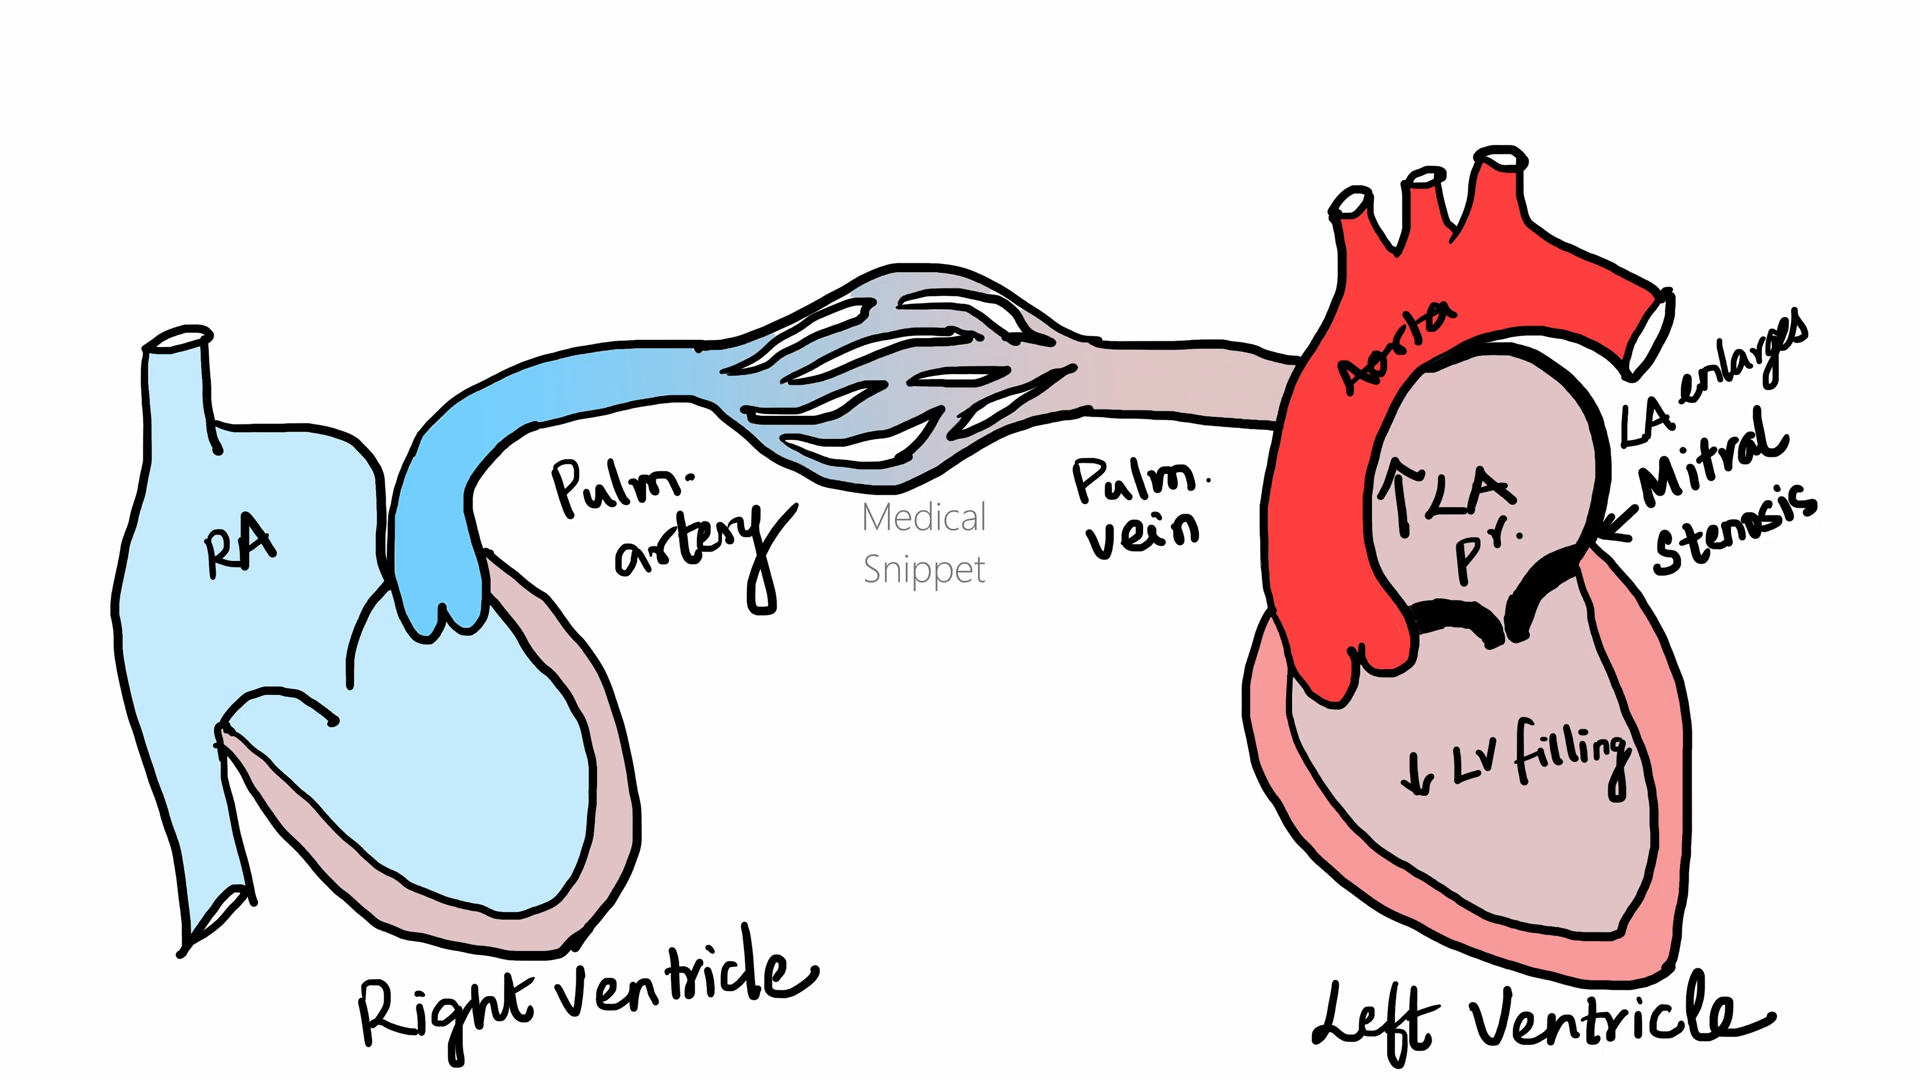 RA
Pulm.
artery
Medical
Snippet
Pulm.
vein
Aorta
↑LA
Pr.
LA enlarges
Mitral
Stenosis
↓ LV filling
Right Ventricle
Left Ventricle